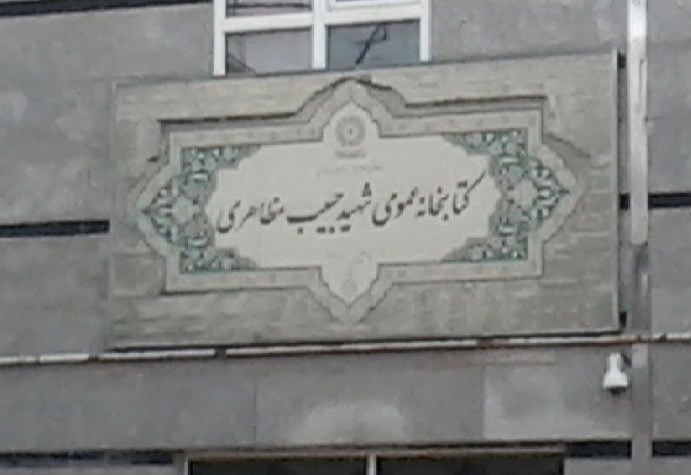 کتابخانه عمومی شهید حبیب مظاهری